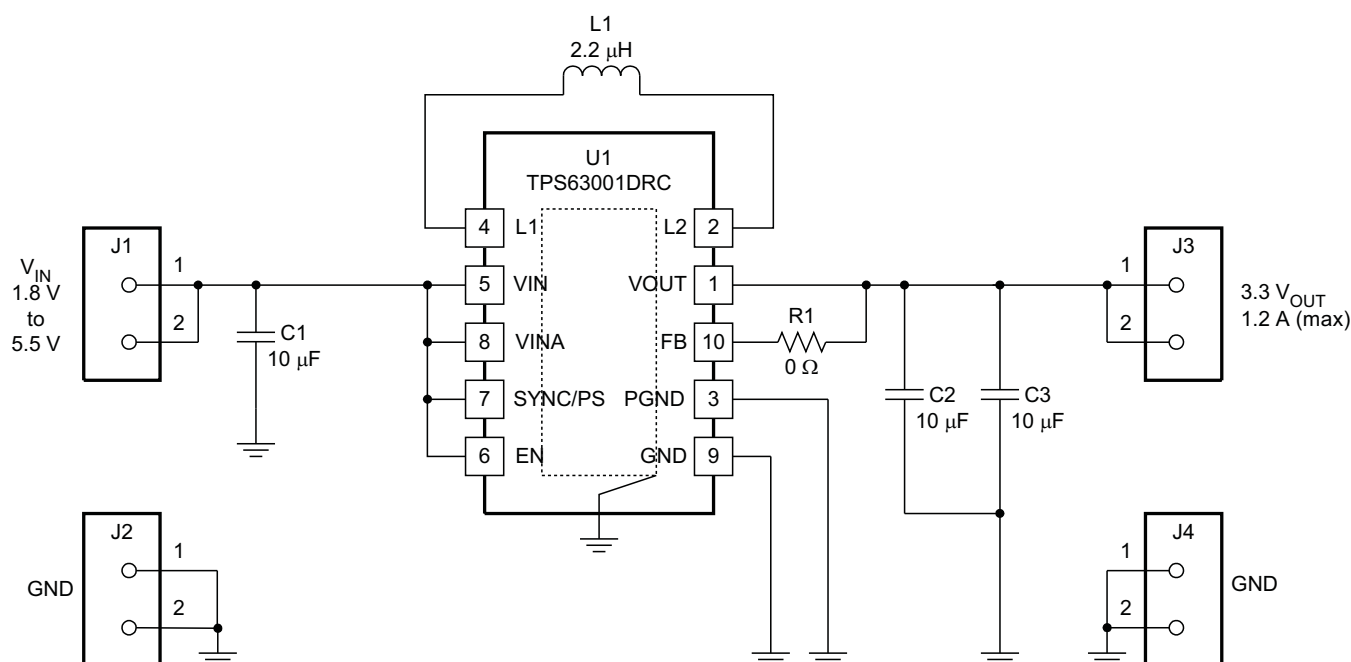 L1
2.2 μH
U1
TPS63001DRC
4 L1 L2 2
J1
1
2
V_IN
1.8 V
to
5.5 V
C1
10 μF
5 VIN VOUT 1
8 VINA FB 10
7 SYNC/PS PGND 3
6 EN GND 9
R1
0 Ω
C2
10 μF
C3
10 μF
J3
1
2
3.3 V_OUT
1.2 A (max)
J2
1
2
GND
J4
1
2
GND